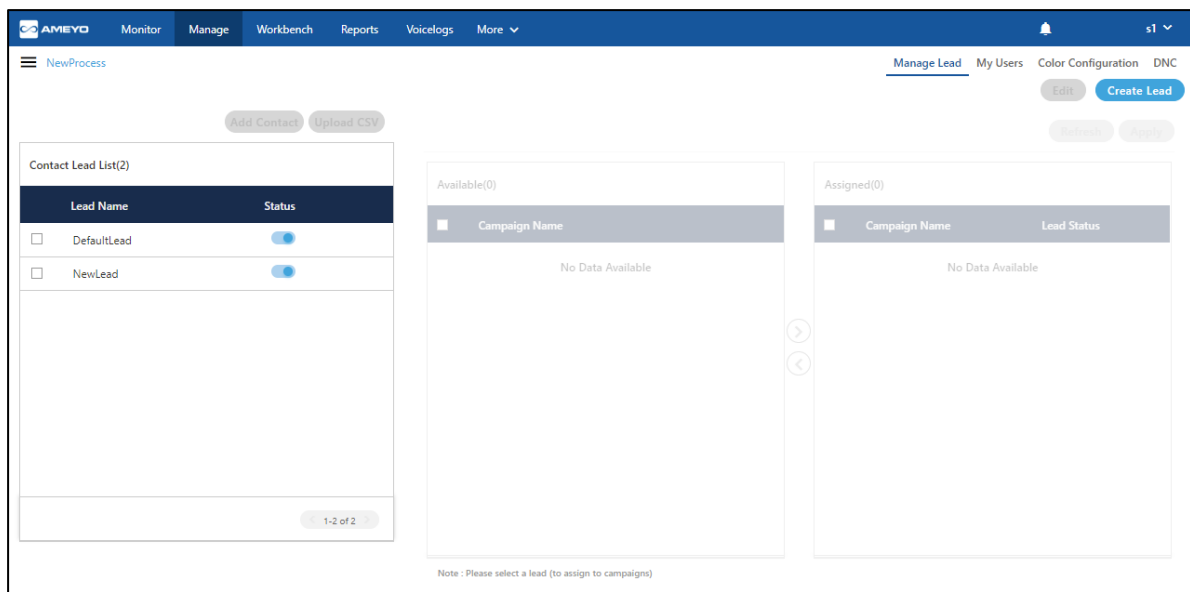 AMEYO Monitor Manage Workbench Reports Voicelogs More s1
NewProcess Manage Lead My Users Color Configuration DNC
Edit Create Lead
Add Contact Upload CSV
Refresh Apply
Contact Lead List(2)
Available(0) Assigned(0)
Lead Name Status
Campaign Name Campaign Name Lead Status
DefaultLead
No Data Available No Data Available
NewLead
1-2 of 2
Note : Please select a lead (to assign to campaigns)